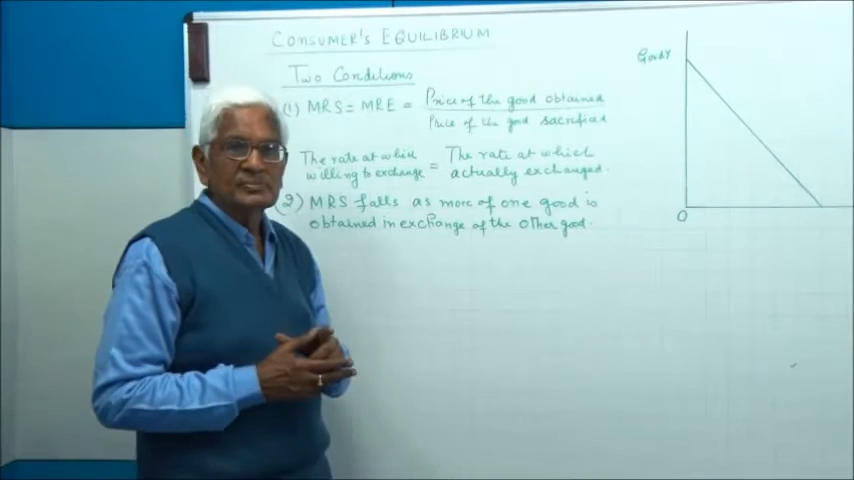 CONSUMER'S EQUILIBRIUM
Two Conditions
(1) MRS = MRE = Price of the good obtained
Price of the good sacrificed
The rate at which = The rate at which
willing to exchange actually exchanged.
(2) MRS falls as more of one good is
obtained in exchange of the other good.
Good Y
O